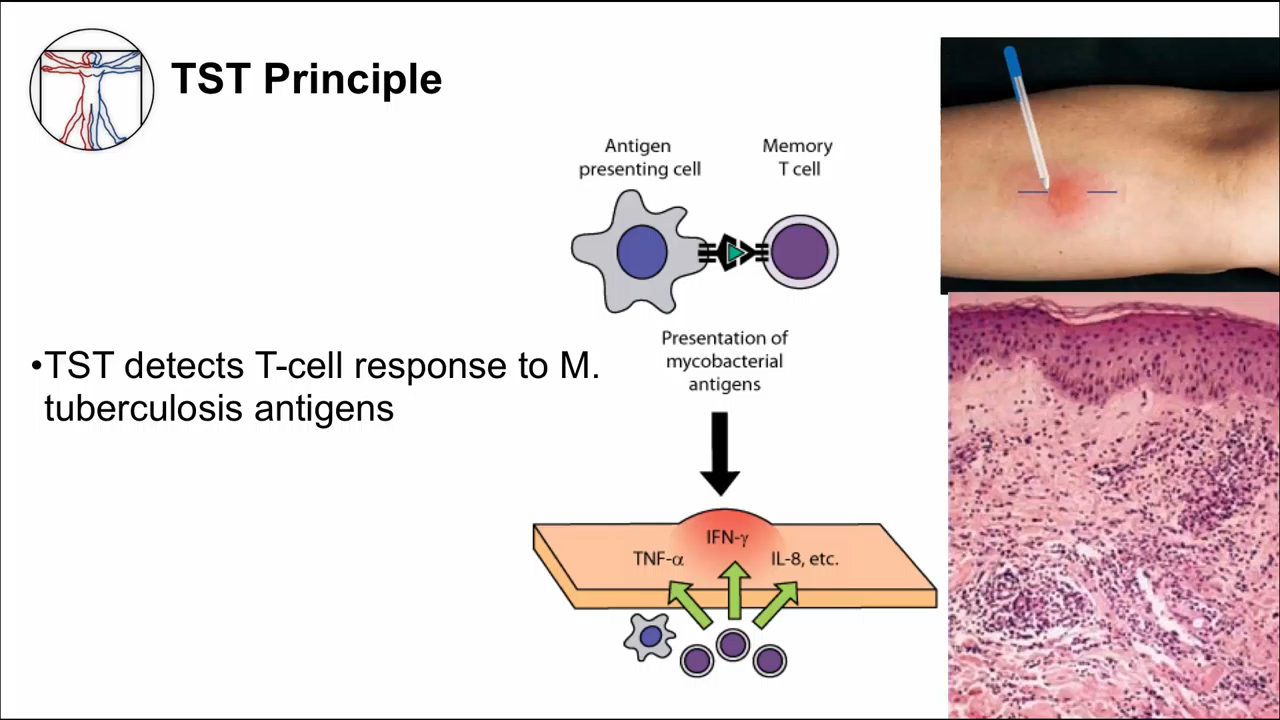 TST Principle
Antigen
presenting cell
Memory
T cell
Presentation of
mycobacterial
antigens
•TST detects T-cell response to M.
tuberculosis antigens
IFN-γ
TNF-α
IL-8, etc.